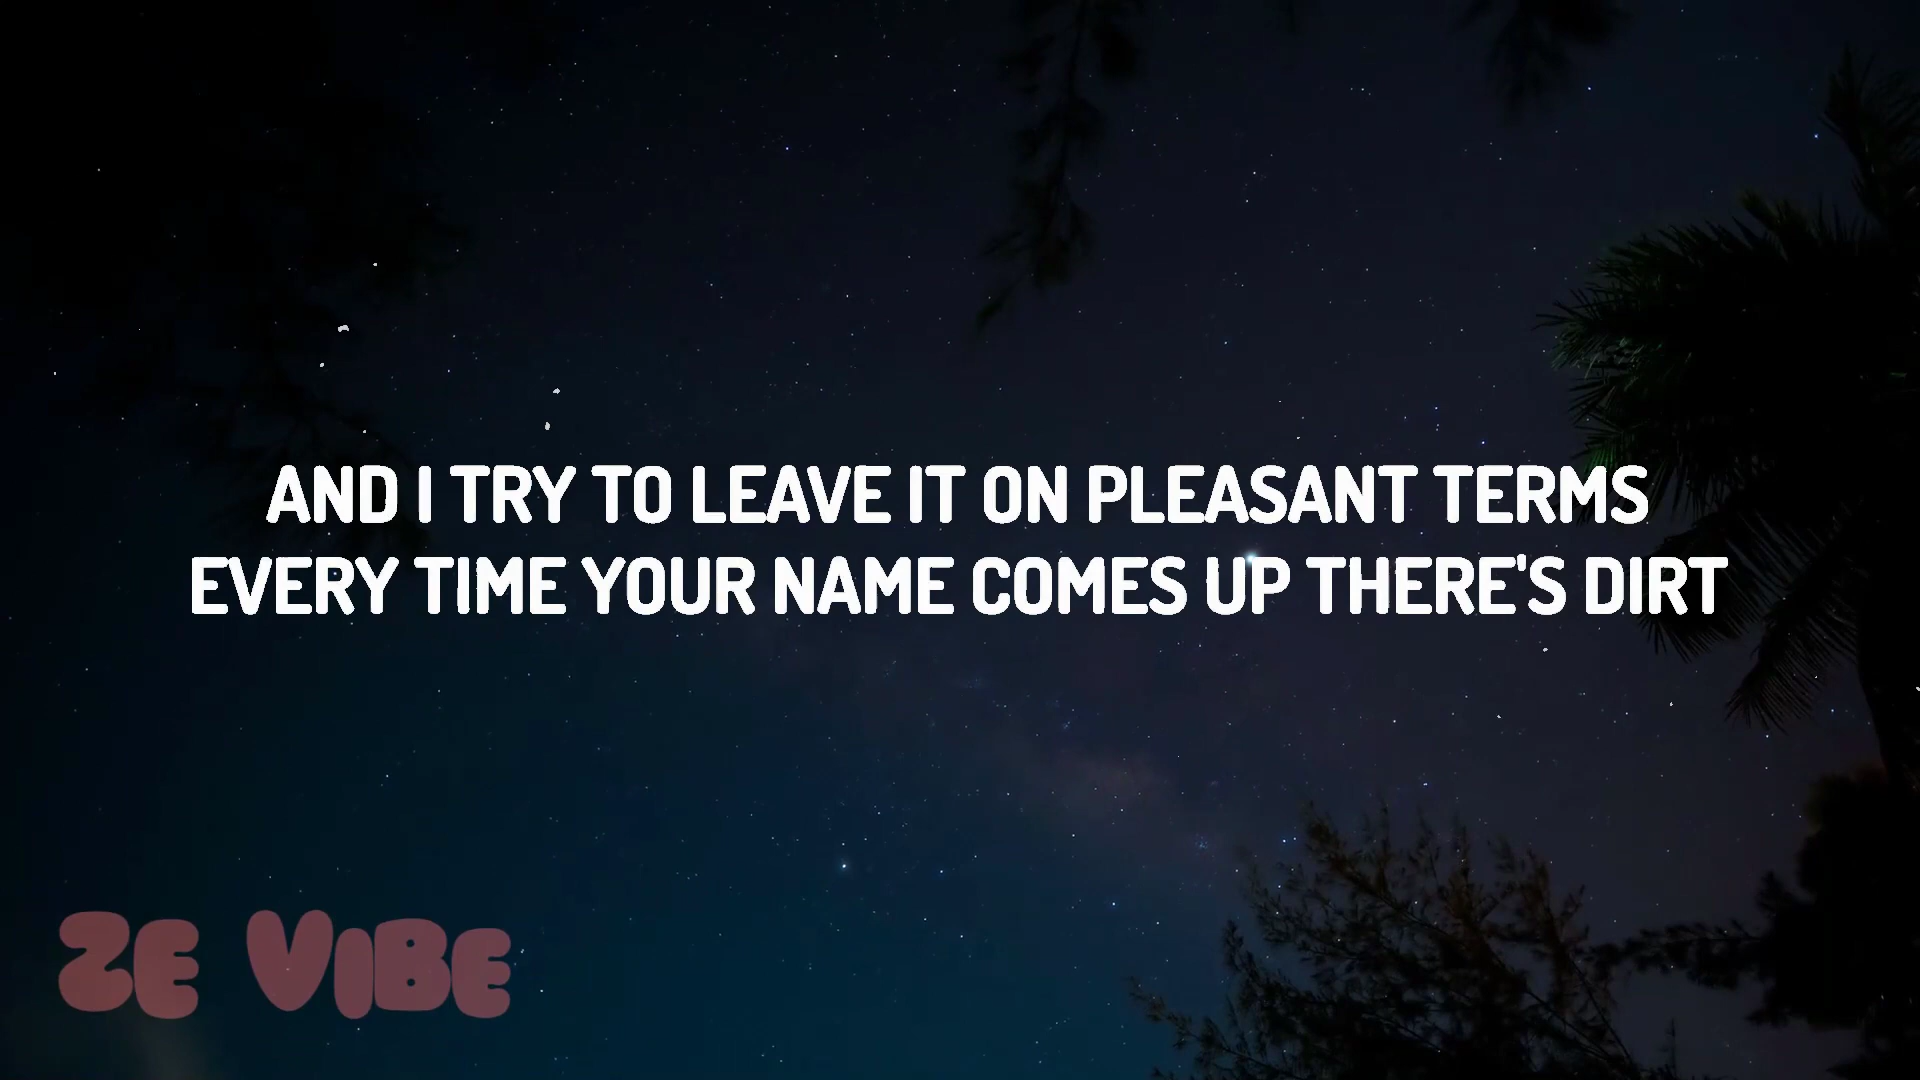 AND I TRY TO LEAVE IT ON PLEASANT TERMS
EVERY TIME YOUR NAME COMES UP THERE'S DIRT
ZE VIBE